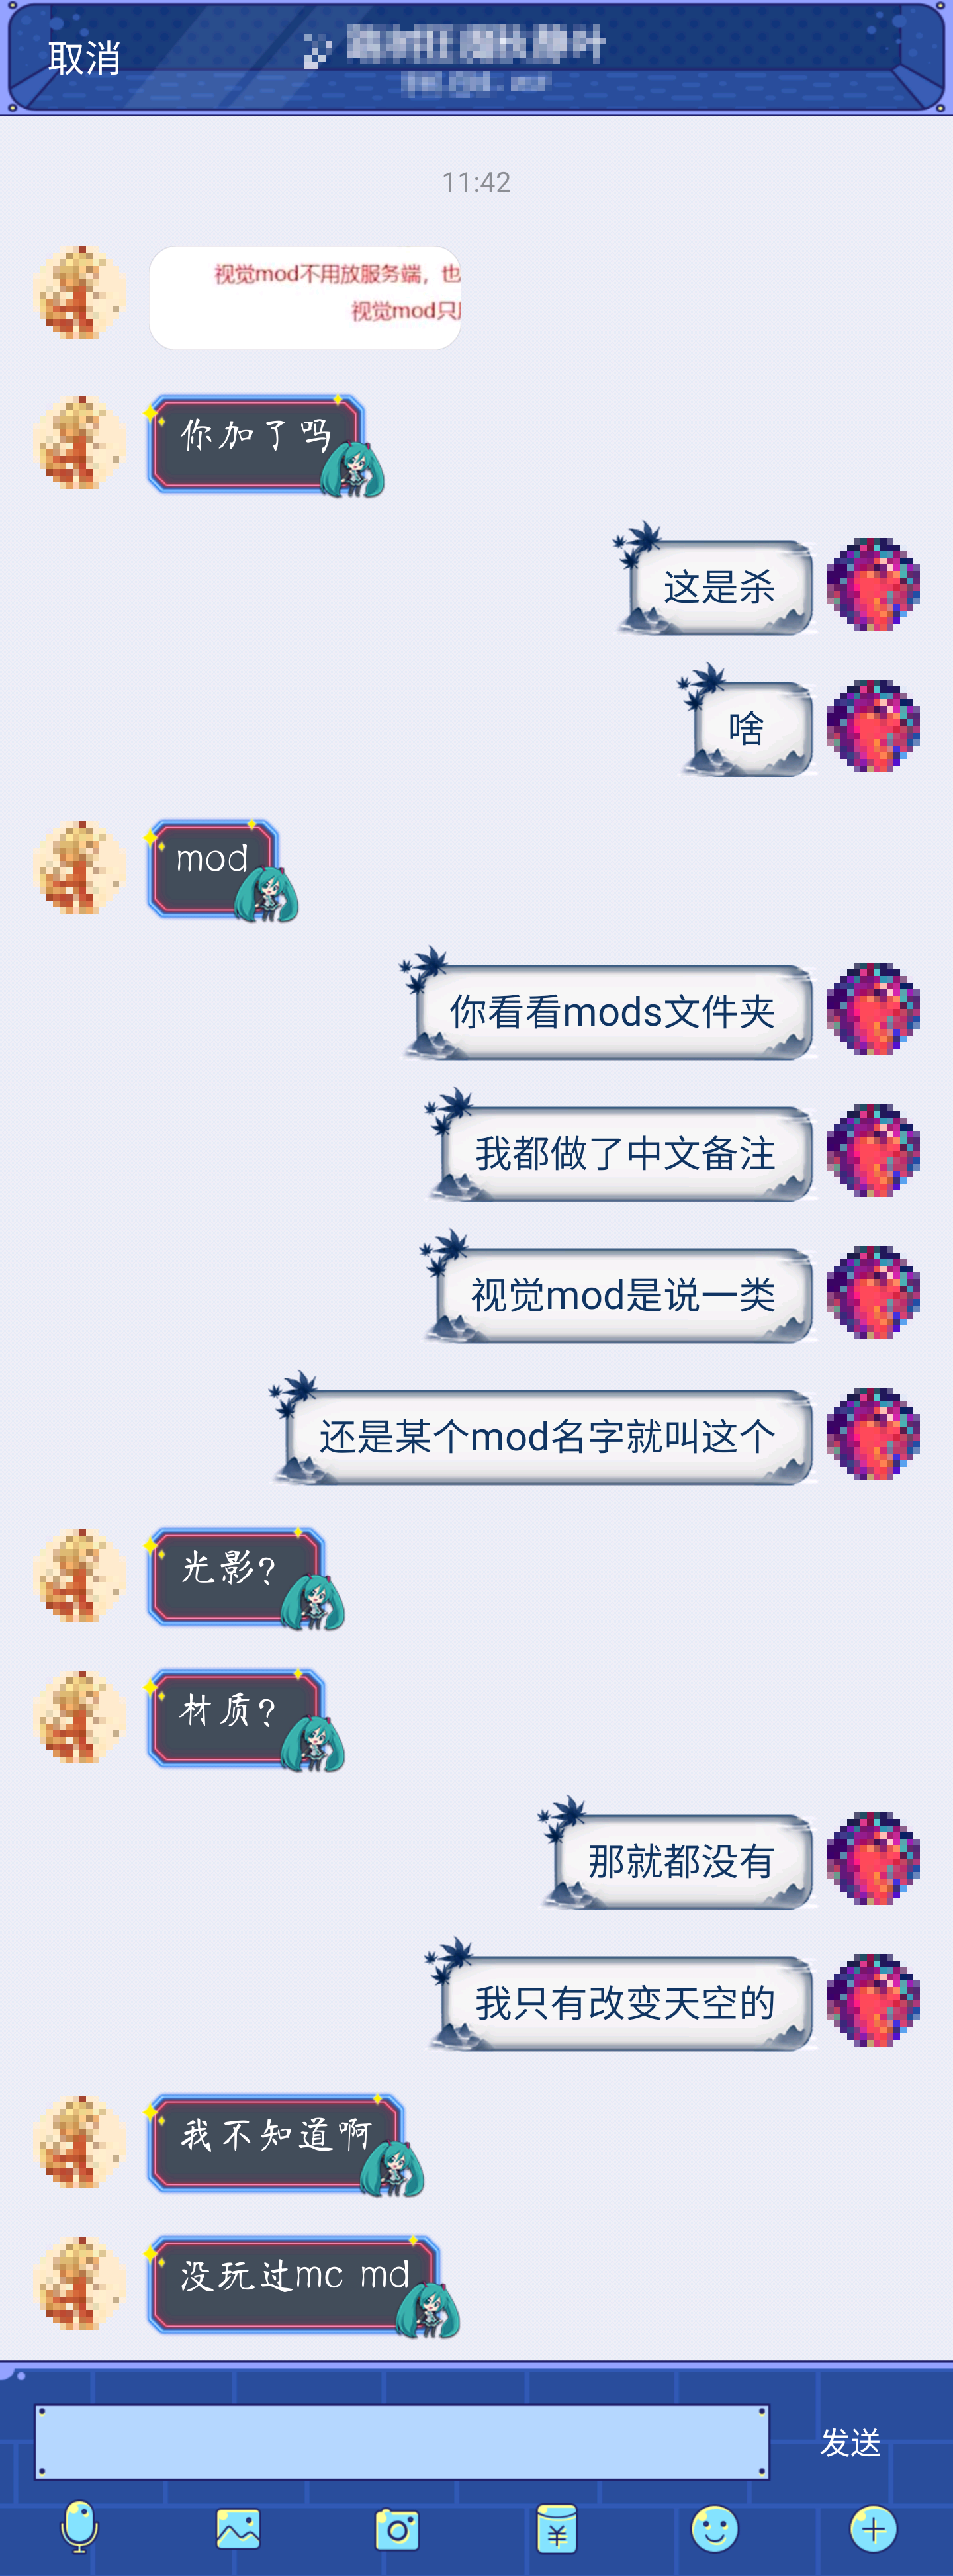 取消
11:42
视觉mod不用放服务端，也
视觉mod只
你加了吗
这是杀
啥
mod
你看看mods文件夹
我都做了中文备注
视觉mod是说一类
还是某个mod名字就叫这个
光影?
材质?
那就都没有
我只有改变天空的
我不知道啊
没玩过mc md
发送